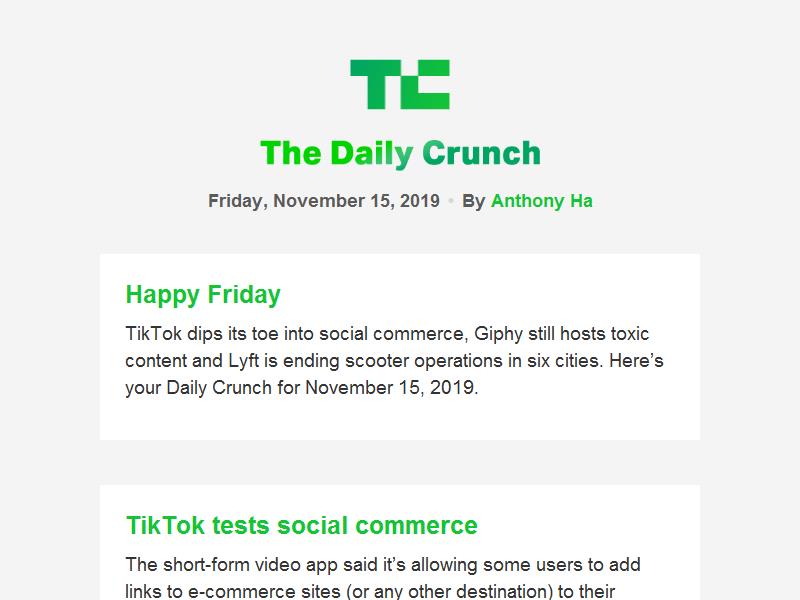 TC
The Daily Crunch
Friday, November 15, 2019 • By Anthony Ha
Happy Friday
TikTok dips its toe into social commerce, Giphy still hosts toxic
content and Lyft is ending scooter operations in six cities. Here’s
your Daily Crunch for November 15, 2019.
TikTok tests social commerce
The short-form video app said it’s allowing some users to add
links to e-commerce sites (or any other destination) to their